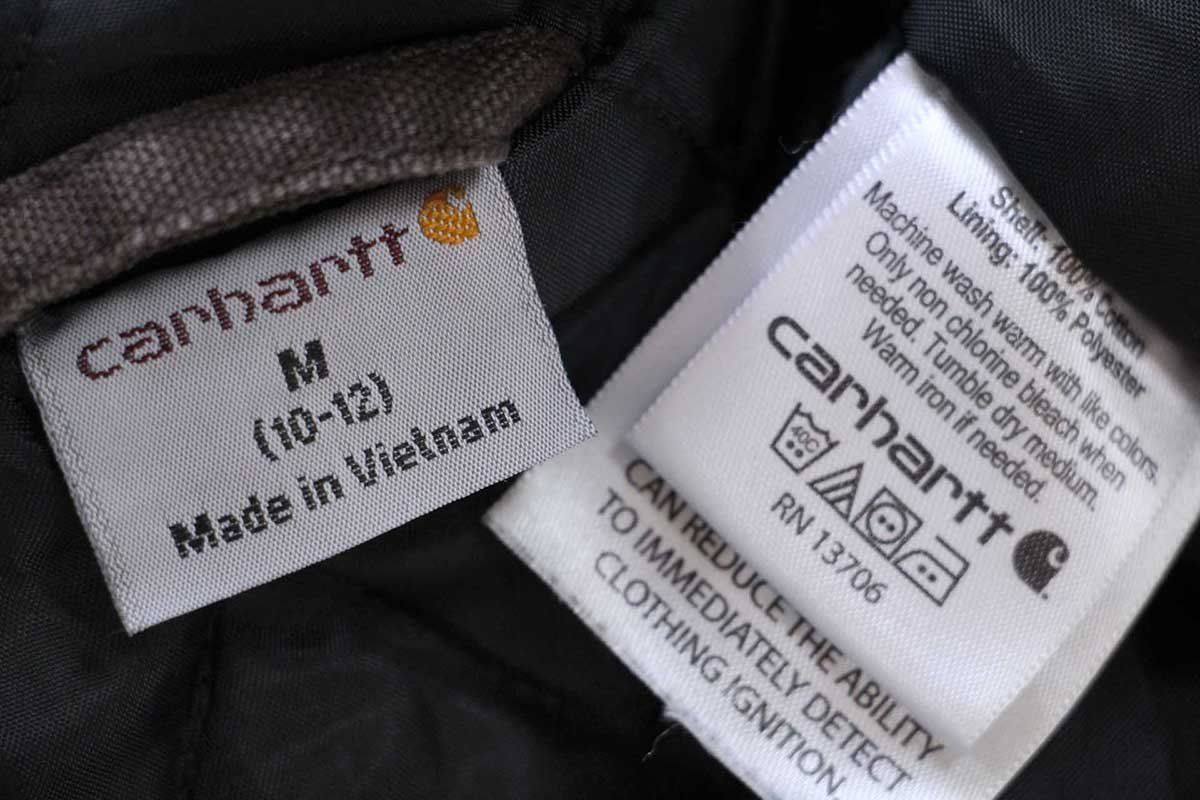 carhartt
M
(10-12)
Made in Vietnam
Shell: 100% Cotton
Lining: 100% Polyester
Machine wash warm with like colors.
Only non chlorine bleach when
needed. Tumble dry medium.
Warm iron if needed.
carhartt
40C
RN 13706
CAN REDUCE THE ABILITY
TO IMMEDIATELY DETECT
CLOTHING IGNITION.